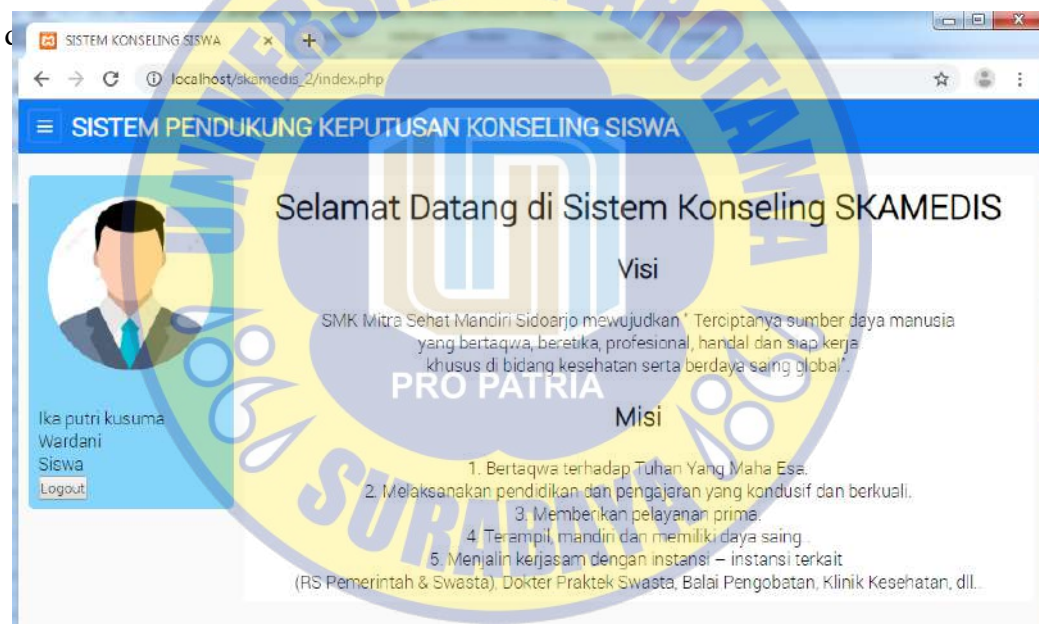 SISTEM KONSELING SISWA
localhost/skamedis_2/index.php
SISTEM PENDUKUNG KEPUTUSAN KONSELING SISWA
Selamat Datang di Sistem Konseling SKAMEDIS
Visi
SMK Mitra Sehat Mandiri Sidoarjo mewujudkan " Terciptanya sumber daya manusia
yang bertaqwa, beretika, profesional, handal dan siap kerja
khusus di bidang kesehatan serta berdaya saing global".
Misi
1. Bertaqwa terhadap Tuhan Yang Maha Esa.
2. Melaksanakan pendidikan dan pengajaran yang kondusif dan berkuali.
3. Memberikan pelayanan prima.
4. Terampil, mandiri dan memiliki daya saing .
5. Menjalin kerjasam dengan instansi – instansi terkait
(RS Pemerintah & Swasta), Dokter Praktek Swasta, Balai Pengobatan, Klinik Kesehatan, dll..
Ika putri kusuma
Wardani
Siswa
Logout
PRO PATRIA
SURABAYA